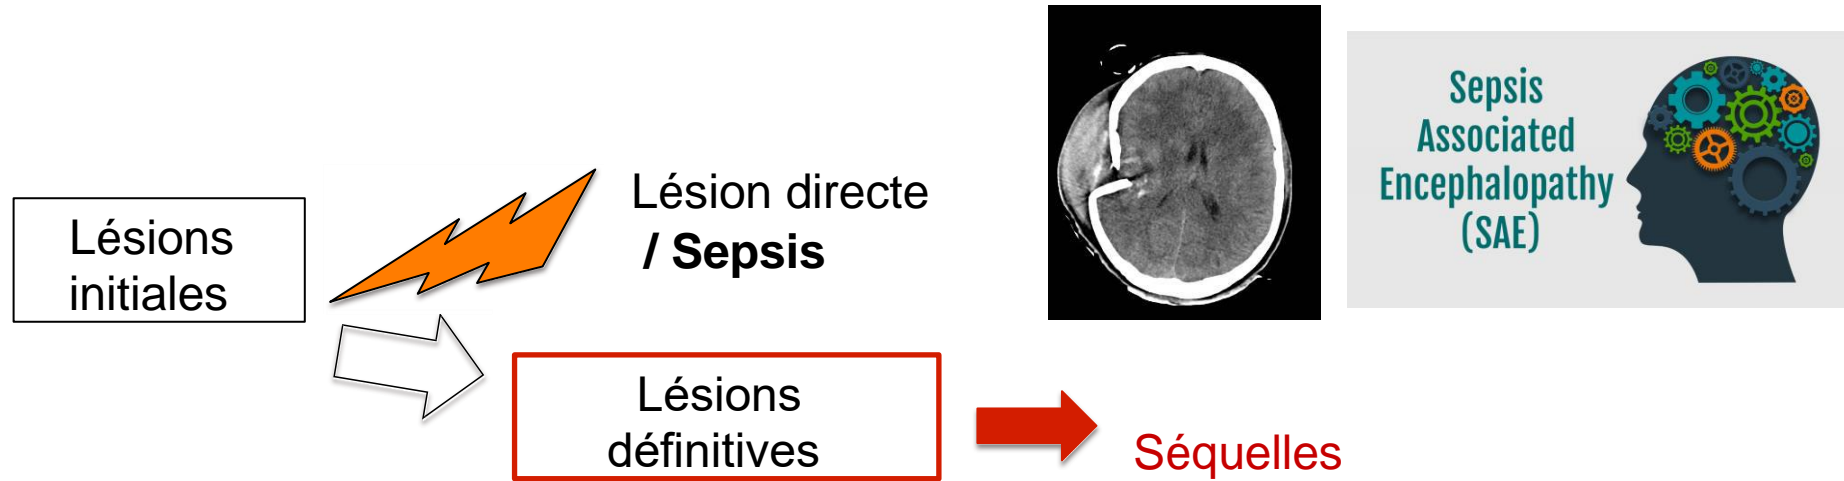 Lésions
initiales
Lésion directe
/ Sepsis
Sepsis
Associated
Encephalopathy
(SAE)
Lésions
définitives
Séquelles